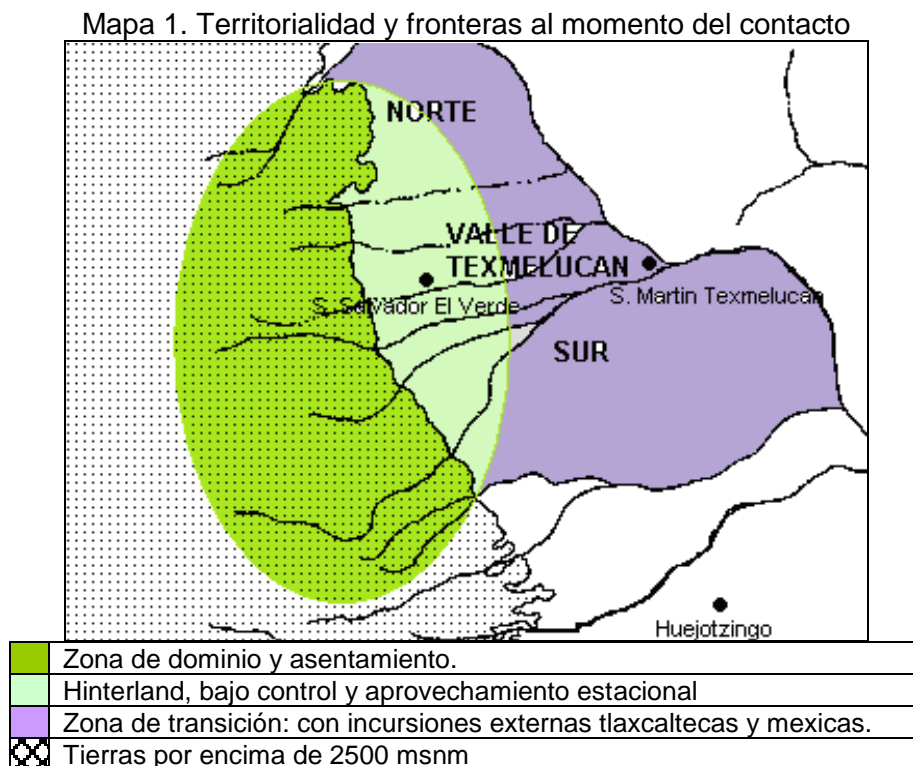 Mapa 1. Territorialidad y fronteras al momento del contacto
NORTE
VALLE DE
TEXMELUCAN
S. Salvador El Verde
S. Martin Texmelucan
SUR
Huejotzingo
Zona de dominio y asentamiento.
Hinterland, bajo control y aprovechamiento estacional
Zona de transición: con incursiones externas tlaxcaltecas y mexicas.
Tierras por encima de 2500 msnm